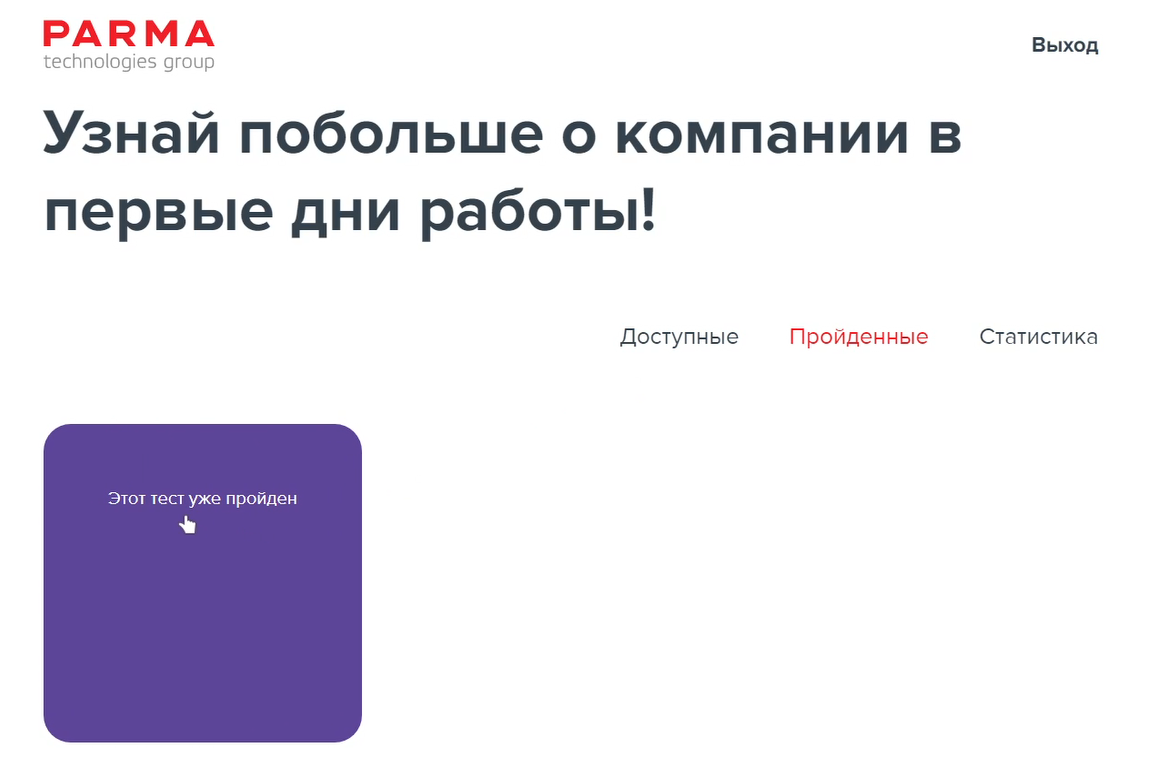 PARMA
technologies group
Выход
Узнай побольше о компании в
первые дни работы!
Доступные
Пройденные
Статистика
Этот тест уже пройден